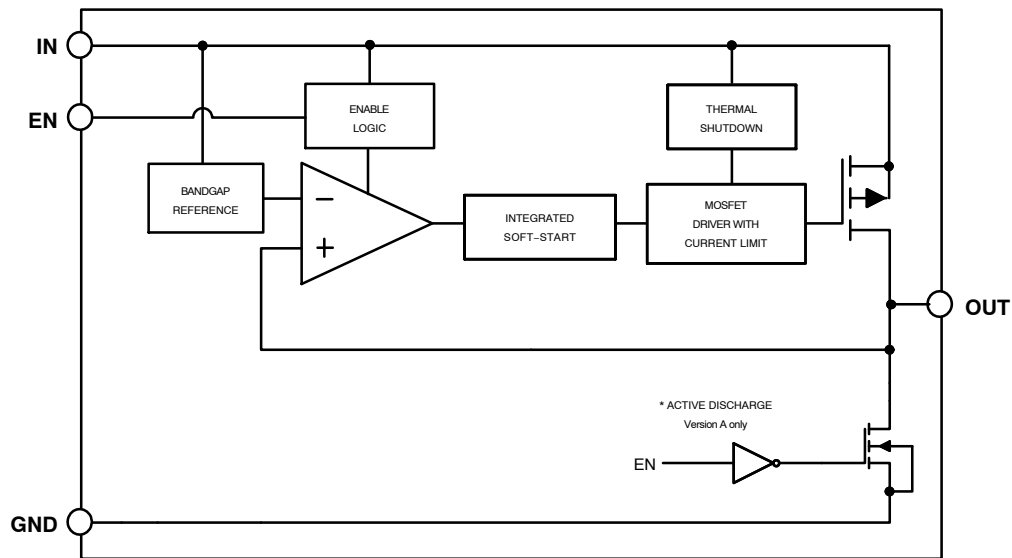 IN
EN
ENABLE
LOGIC
THERMAL
SHUTDOWN
BANDGAP
REFERENCE
−
+
INTEGRATED
SOFT−START
MOSFET
DRIVER WITH
CURRENT LIMIT
OUT
* ACTIVE DISCHARGE
Version A only
EN
GND